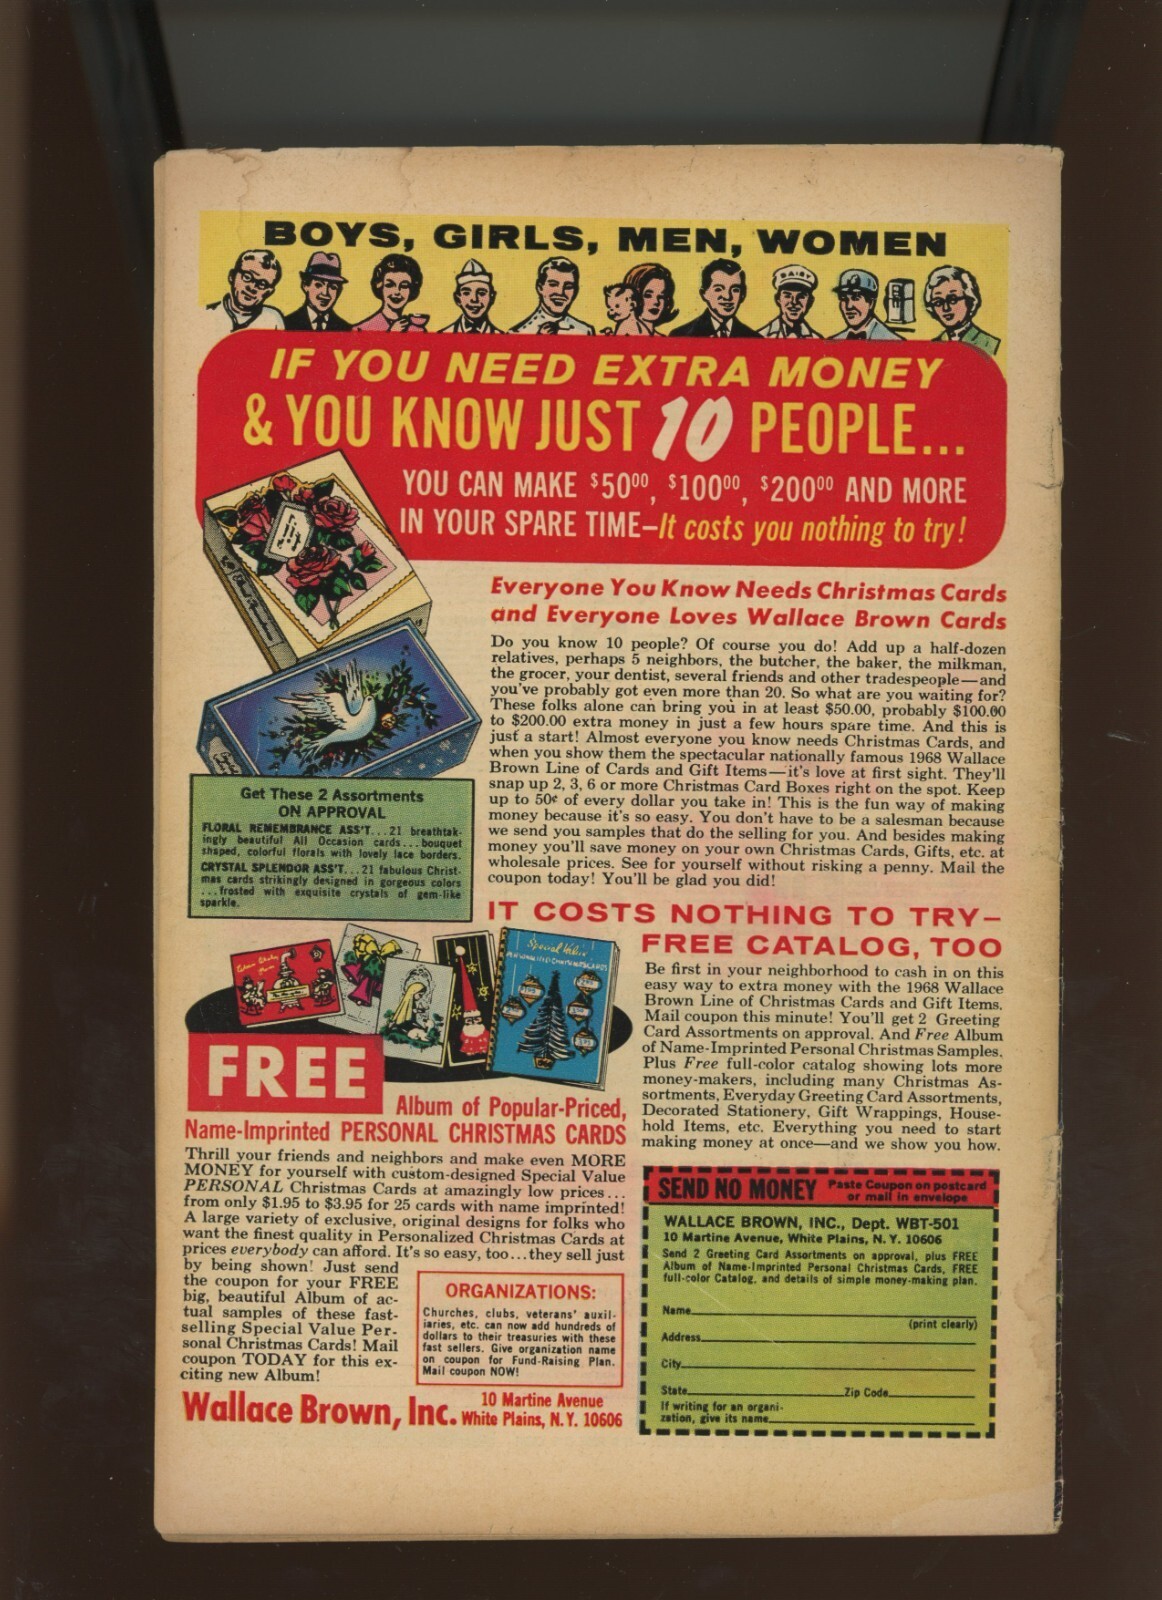 BOYS, GIRLS, MEN, WOMEN
DAIRY
IF YOU NEED EXTRA MONEY
& YOU KNOW JUST 10 PEOPLE...
YOU CAN MAKE $50.00, $100.00, $200.00 AND MORE
IN YOUR SPARE TIME—It costs you nothing to try!
Everyone You Know Needs Christmas Cards
and Everyone Loves Wallace Brown Cards
Do you know 10 people? Of course you do! Add up a half-dozen
relatives, perhaps 5 neighbors, the butcher, the baker, the milkman,
the grocer, your dentist, several friends and other tradespeople—and
you've probably got even more than 20. So what are you waiting for?
These folks alone can bring you in at least $50.00, probably $100.00
to $200.00 extra money in just a few hours spare time. And this is
just a start! Almost everyone you know needs Christmas Cards, and
when you show them the spectacular nationally famous 1968 Wallace
Brown Line of Cards and Gift Items—it's love at first sight. They'll
snap up 2, 3, 6 or more Christmas Card Boxes right on the spot. Keep
up to 50¢ of every dollar you take in! This is the fun way of making
money because it's so easy. You don't have to be a salesman because
we send you samples that do the selling for you. And besides making
money you'll save money on your own Christmas Cards, Gifts, etc. at
wholesale prices. See for yourself without risking a penny. Mail the
coupon today! You'll be glad you did!
Get These 2 Assortments
ON APPROVAL
FLORAL REMEMBRANCE ASS'T...21 breathtak-
ingly beautiful All Occasion cards...bouquet
shaped, colorful florals with lovely lace borders.
CRYSTAL SPLENDOR ASS'T...21 fabulous Christ-
mas cards strikingly designed in gorgeous colors
...frosted with exquisite crystals of gem-like
sparkle.
IT COSTS NOTHING TO TRY—
FREE CATALOG, TOO
Be first in your neighborhood to cash in on this
easy way to extra money with the 1968 Wallace
Brown Line of Christmas Cards and Gift Items.
Mail coupon this minute! You'll get 2 Greeting
Card Assortments on approval. And Free Album
of Name-Imprinted Personal Christmas Samples.
Plus Free full-color catalog showing lots more
money-makers, including many Christmas As-
sortments, Everyday Greeting Card Assortments,
Decorated Stationery, Gift Wrappings, House-
hold Items, etc. Everything you need to start
making money at once—and we show you how.
Special Value
FREE
Album of Popular-Priced,
Name-Imprinted PERSONAL CHRISTMAS CARDS
Thrill your friends and neighbors and make even MORE
MONEY for yourself with custom-designed Special Value
PERSONAL Christmas Cards at amazingly low prices...
from only $1.95 to $3.95 for 25 cards with name imprinted!
A large variety of exclusive, original designs for folks who
want the finest quality in Personalized Christmas Cards at
prices everybody can afford. It's so easy, too...they sell just
by being shown! Just send
the coupon for your FREE
big, beautiful Album of ac-
tual samples of these fast-
selling Special Value Per-
sonal Christmas Cards! Mail
coupon TODAY for this ex-
citing new Album!
ORGANIZATIONS:
Churches, clubs, veterans' auxil-
iaries, etc. can now add hundreds of
dollars to their treasuries with these
fast sellers. Give organization name
on coupon for Fund-Raising Plan.
Mail coupon NOW!
Wallace Brown, Inc. 10 Martine Avenue
White Plains, N.Y. 10606
SEND NO MONEY Paste Coupon on postcard
or mail in envelope
WALLACE BROWN, INC., Dept. WBT-501
10 Martine Avenue, White Plains, N.Y. 10606
Send 2 Greeting Card Assortments on approval, plus FREE
Album of Name-Imprinted Personal Christmas Cards, FREE
full-color Catalog, and details of simple money-making plan.
Name
(print clearly)
Address
City
State Zip Code
If writing for an organi-
zation, give its name